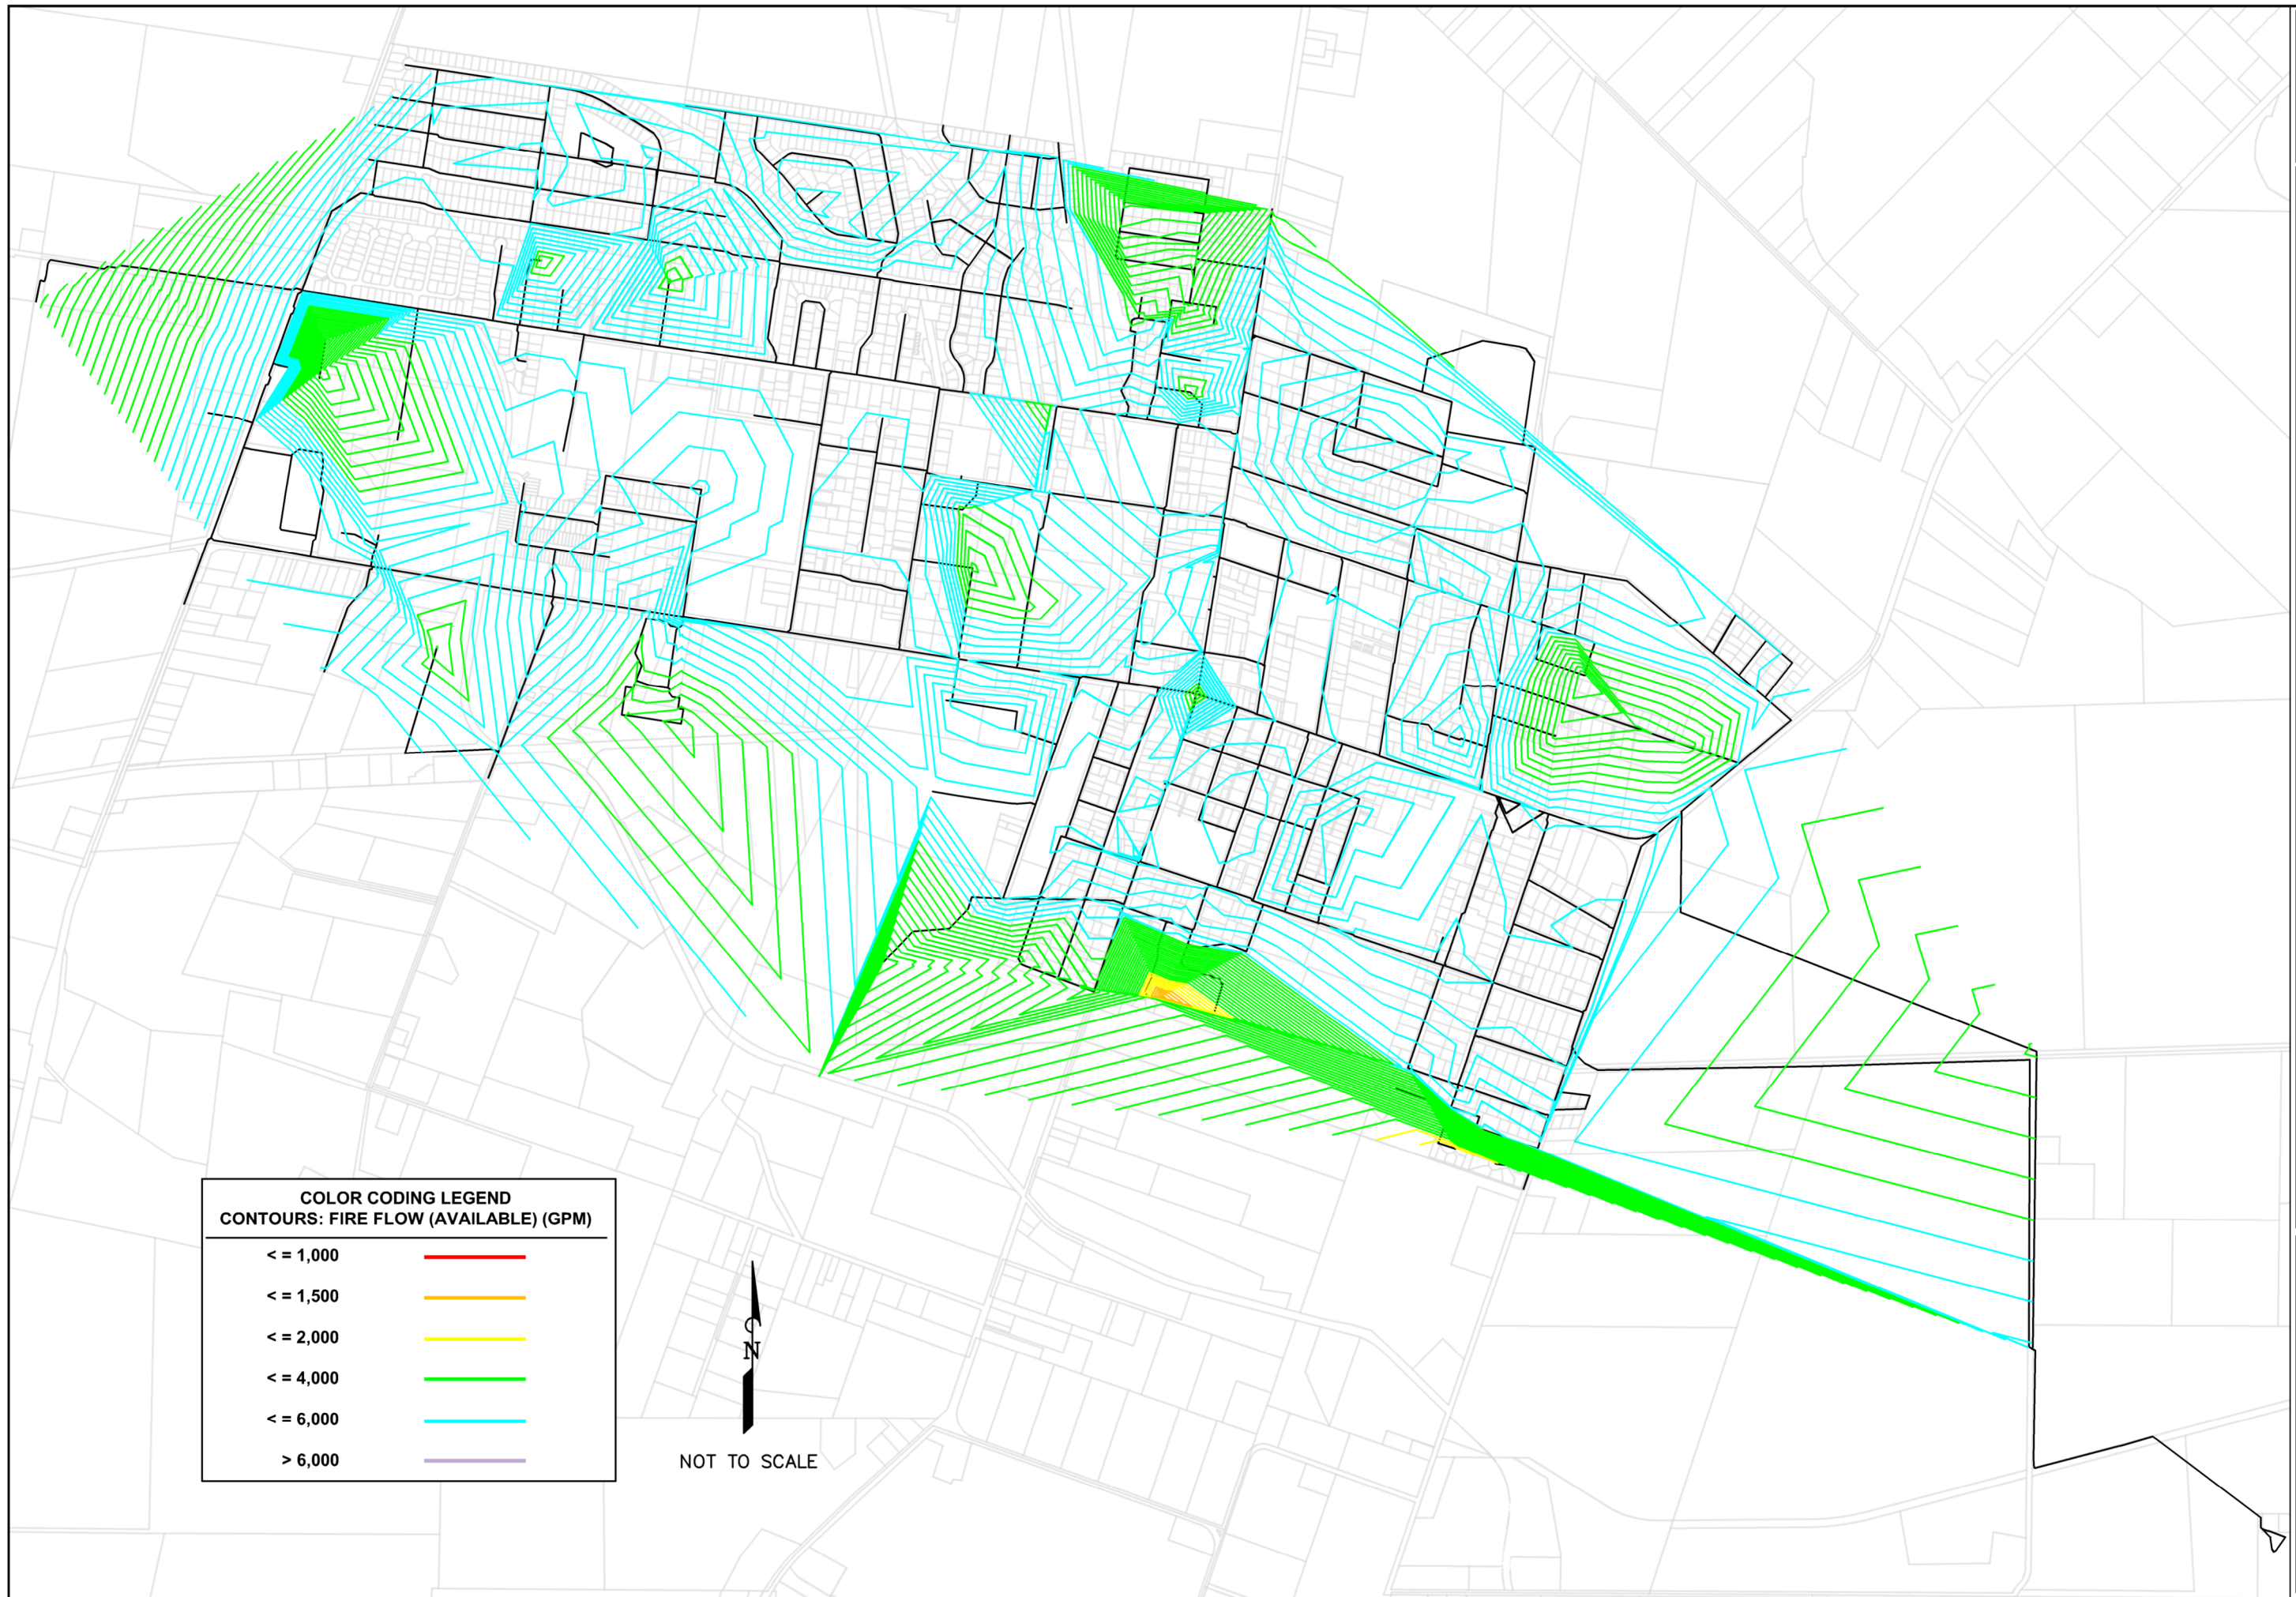 COLOR CODING LEGEND
CONTOURS: FIRE FLOW (AVAILABLE) (GPM)
< = 1,000
< = 1,500
< = 2,000
< = 4,000
< = 6,000
> 6,000
N
NOT TO SCALE